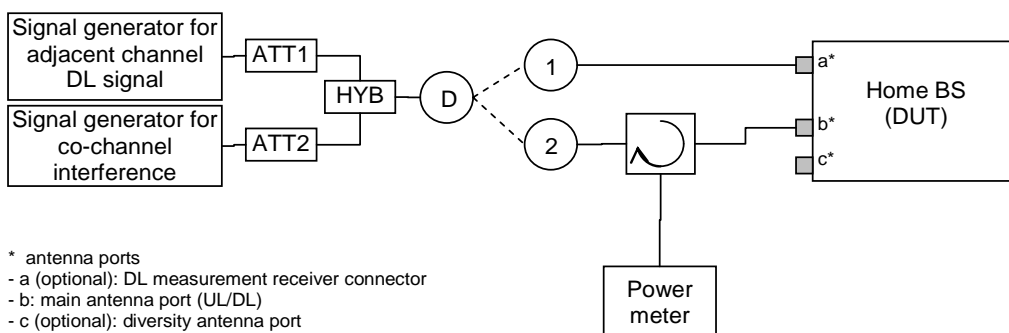 Signal generator for
adjacent channel
DL signal
ATT1
HYB
D
1
2
a*
Home BS
(DUT)
b*
c*
Signal generator for
co-channel
interference
ATT2
* antenna ports
- a (optional): DL measurement receiver connector
- b: main antenna port (UL/DL)
- c (optional): diversity antenna port
Power
meter